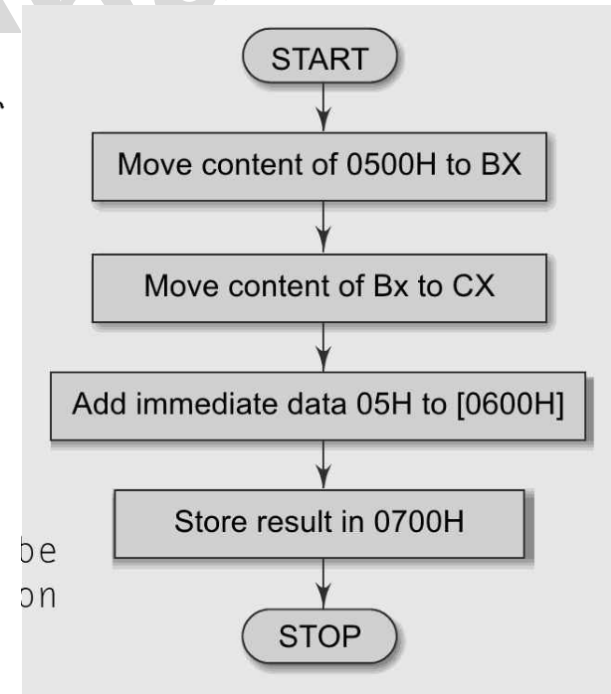 START
Move content of 0500H to BX
Move content of Bx to CX
Add immediate data 05H to [0600H]
Store result in 0700H
be
on
STOP